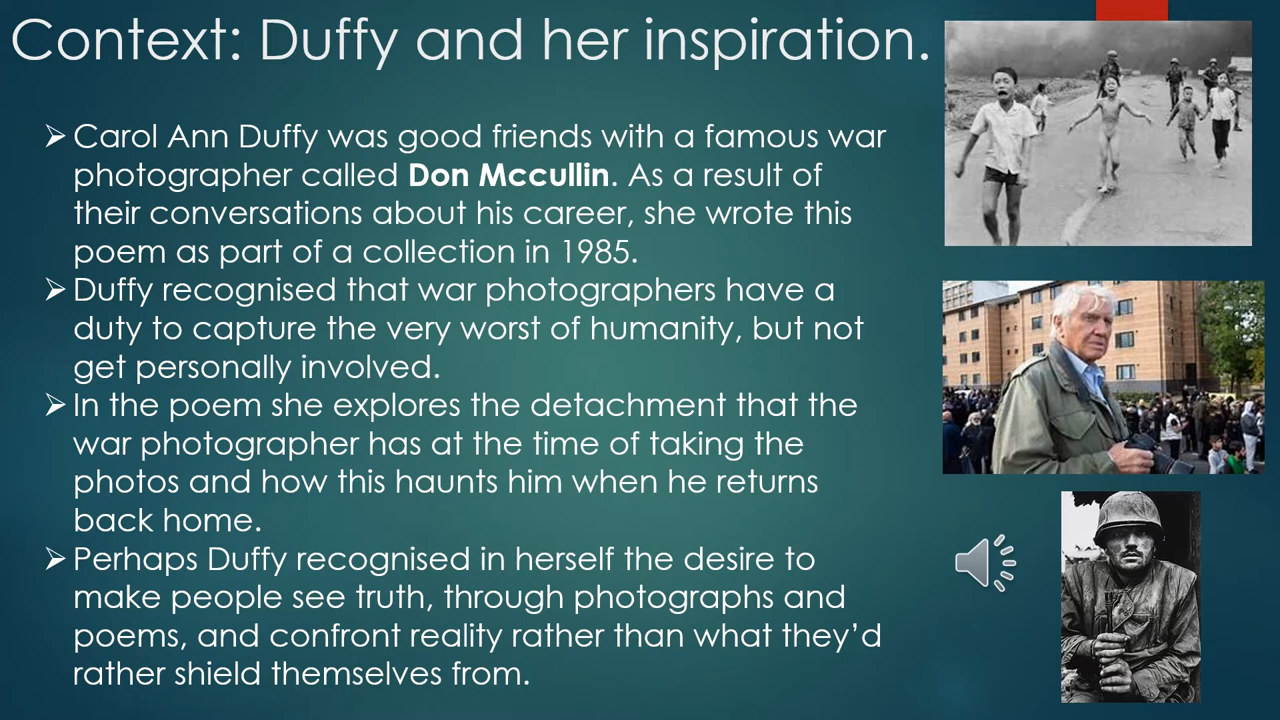 Context: Duffy and her inspiration.
➢ Carol Ann Duffy was good friends with a famous war
photographer called Don Mccullin. As a result of
their conversations about his career, she wrote this
poem as part of a collection in 1985.
➢ Duffy recognised that war photographers have a
duty to capture the very worst of humanity, but not
get personally involved.
➢ In the poem she explores the detachment that the
war photographer has at the time of taking the
photos and how this haunts him when he returns
back home.
➢ Perhaps Duffy recognised in herself the desire to
make people see truth, through photographs and
poems, and confront reality rather than what they’d
rather shield themselves from.